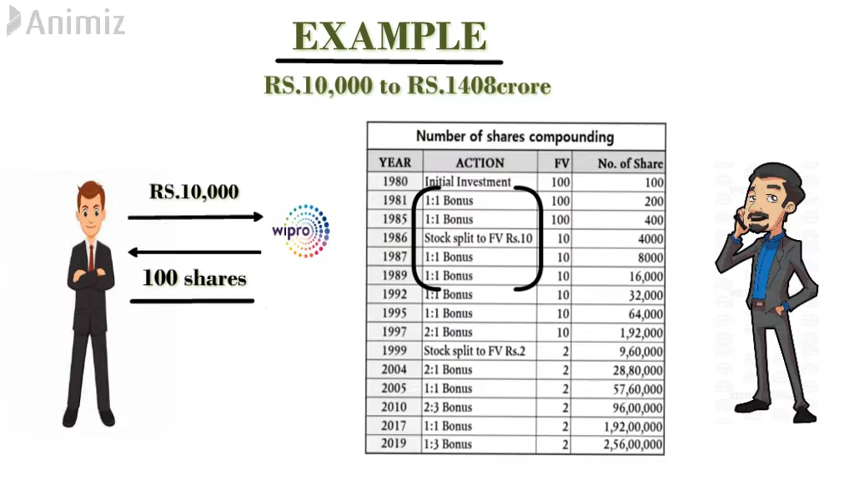 Animiz
EXAMPLE
RS.10,000 to RS.1408crore
RS.10,000
wipro
100 shares
Number of shares compounding
YEAR ACTION FV No. of Share
1980 Initial Investment 100 100
1981 1:1 Bonus 100 200
1985 1:1 Bonus 100 400
1986 Stock split to FV Rs.10 10 4000
1987 1:1 Bonus 10 8000
1989 1:1 Bonus 10 16,000
1992 1:1 Bonus 10 32,000
1995 1:1 Bonus 10 64,000
1997 2:1 Bonus 10 1,92,000
1999 Stock split to FV Rs.2 2 9,60,000
2004 2:1 Bonus 2 28,80,000
2005 1:1 Bonus 2 57,60,000
2010 2:3 Bonus 2 96,00,000
2017 1:1 Bonus 2 1,92,00,000
2019 1:3 Bonus 2 2,56,00,000